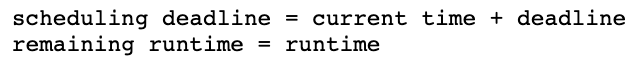 scheduling deadline = current time + deadline
remaining runtime = runtime